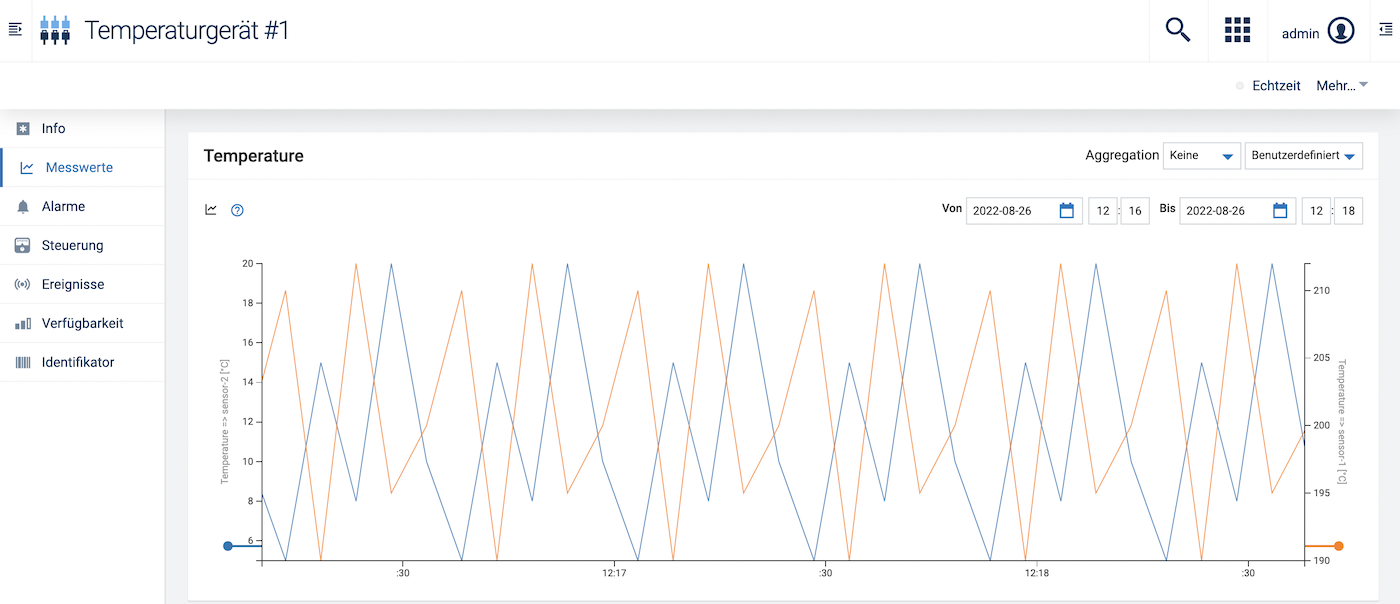 Temperaturgerät #1
admin
Echtzeit Mehr...
Info
Messwerte
Alarme
Steuerung
Ereignisse
Verfügbarkeit
Identifikator
Temperature
Aggregation Keine Benutzerdefiniert
Von 2022-08-26 12 : 16 Bis 2022-08-26 12 : 18
Temperature => sensor-2 [°C]
20
18
16
14
12
10
8
6
210
205
200
195
190
Temperature => sensor-1 [°C]
:30 12:17 :30 12:18 :30